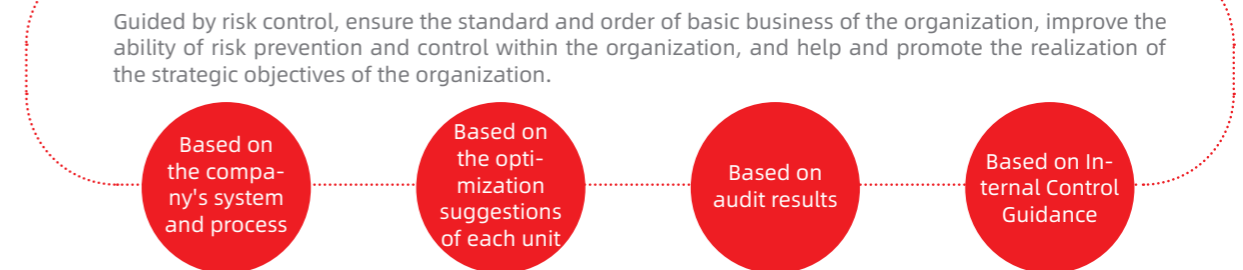 Guided by risk control, ensure the standard and order of basic business of the organization, improve the
ability of risk prevention and control within the organization, and help and promote the realization of
the strategic objectives of the organization.
Based on
the compa-
ny's system
and process
Based on
the opti-
mization
suggestions
of each unit
Based on
audit results
Based on In-
ternal Control
Guidance